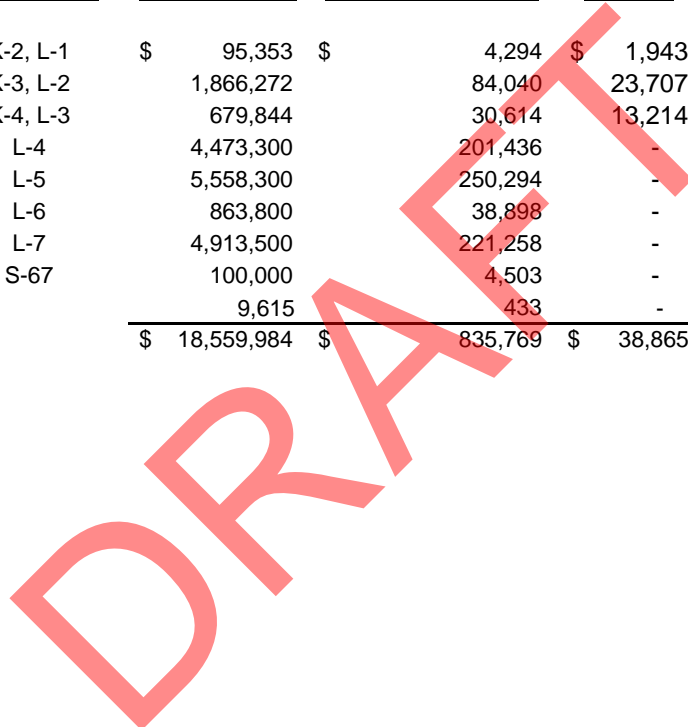 K-2, L-1 $ 95,353 $ 4,294 $ 1,943
K-3, L-2 1,866,272 84,040 23,707
K-4, L-3 679,844 30,614 13,214
L-4 4,473,300 201,436 -
L-5 5,558,300 250,294 -
L-6 863,800 38,898 -
L-7 4,913,500 221,258 -
S-67 100,000 4,503 -
9,615 433 -
$ 18,559,984 $ 835,769 $ 38,865
DRAFT